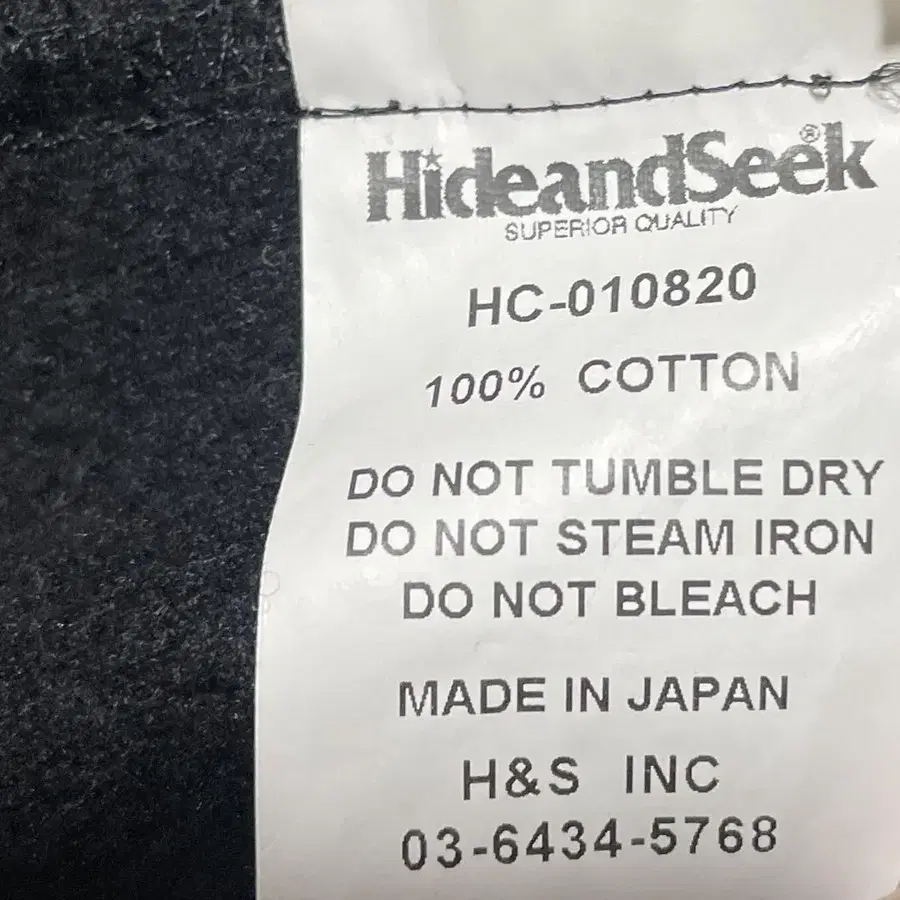 HideandSeek®
SUPERIOR QUALITY
HC-010820
100% COTTON
DO NOT TUMBLE DRY
DO NOT STEAM IRON
DO NOT BLEACH
MADE IN JAPAN
H&S INC
03-6434-5768